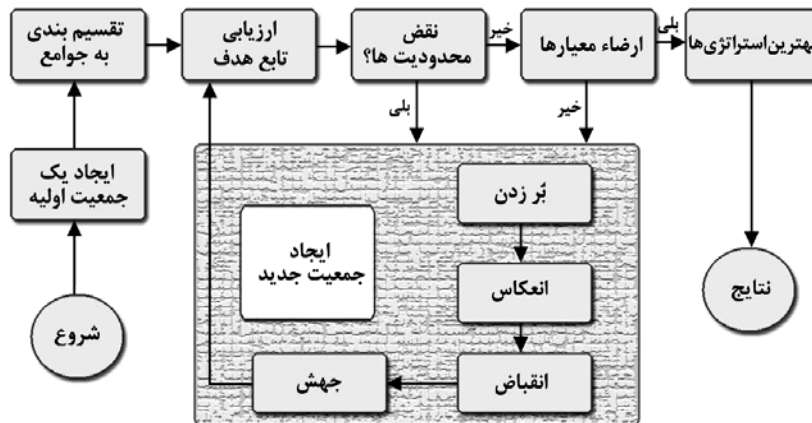 تقسیم بندی
به جوامع
ارزیابی
تابع هدف
نقض
محدودیت ها؟
خیر
ارضاء معیارها
بلی
بهترین‌استراتژی‌ها
بلی
خیر
ایجاد یک
جمعیت اولیه
بُر زدن
ایجاد
جمعیت جدید
انعکاس
شروع
نتایج
جهش
انقباض